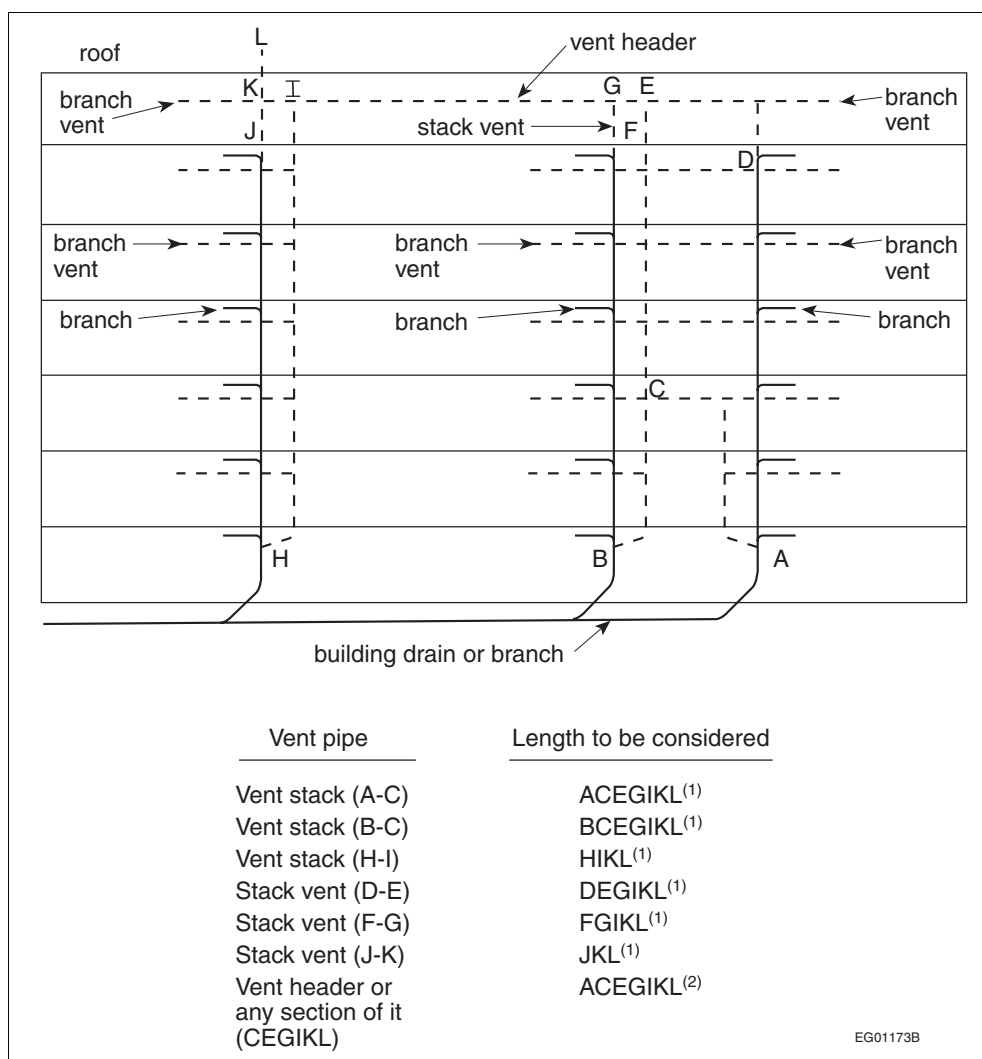 L
roof
vent header
K I G E
branch
vent
branch
vent
stack vent F
J
D
branch
vent
branch
vent
branch
vent
branch
branch
branch
C
H B A
building drain or branch
Vent pipe Length to be considered
Vent stack (A-C) ACEGIKL(1)
Vent stack (B-C) BCEGIKL(1)
Vent stack (H-I) HIKL(1)
Stack vent (D-E) DEGIKL(1)
Stack vent (F-G) FGIKL(1)
Stack vent (J-K) JKL(1)
Vent header or ACEGIKL(2)
any section of it
(CEGIKL)
EG01173B